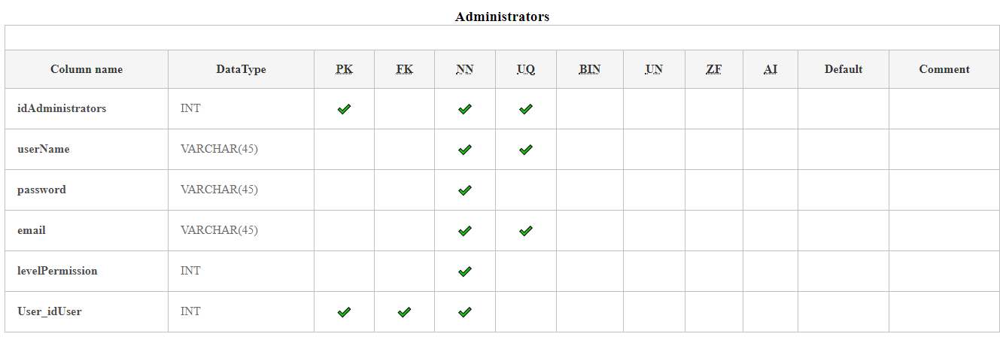 Administrators
Column name DataType PK FK NN UQ BIN UN ZF AI Default Comment
idAdministrators INT
userName VARCHAR(45)
password VARCHAR(45)
email VARCHAR(45)
levelPermission INT
User_idUser INT